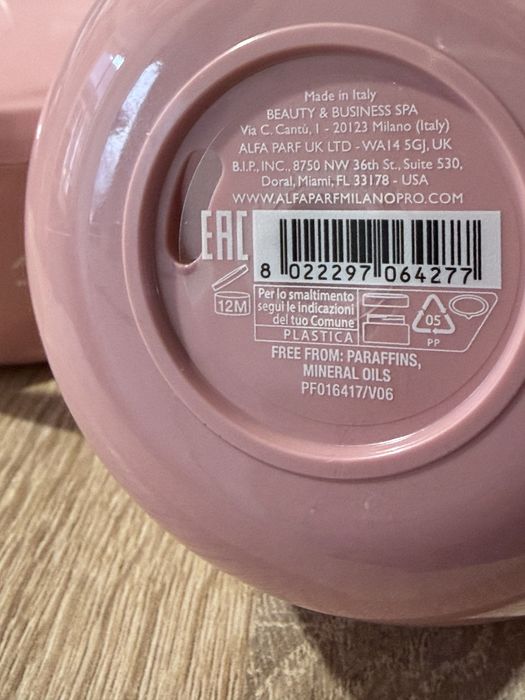 Made in Italy
BEAUTY & BUSINESS SPA
Via C. Cantù, 1 - 20123 Milano (Italy)
ALFA PARF UK LTD - WA14 5GJ, UK
B.I.P., INC., 8750 NW 36th St., Suite 530,
Doral, Miami, FL 33178 - USA
WWW.ALFAPARFMILANOPRO.COM
EAC
8 022297 064277
12M
Per lo smaltimento
segui le indicazioni
del tuo Comune
PLASTICA
05
PP
FREE FROM: PARAFFINS,
MINERAL OILS
PF016417/V06